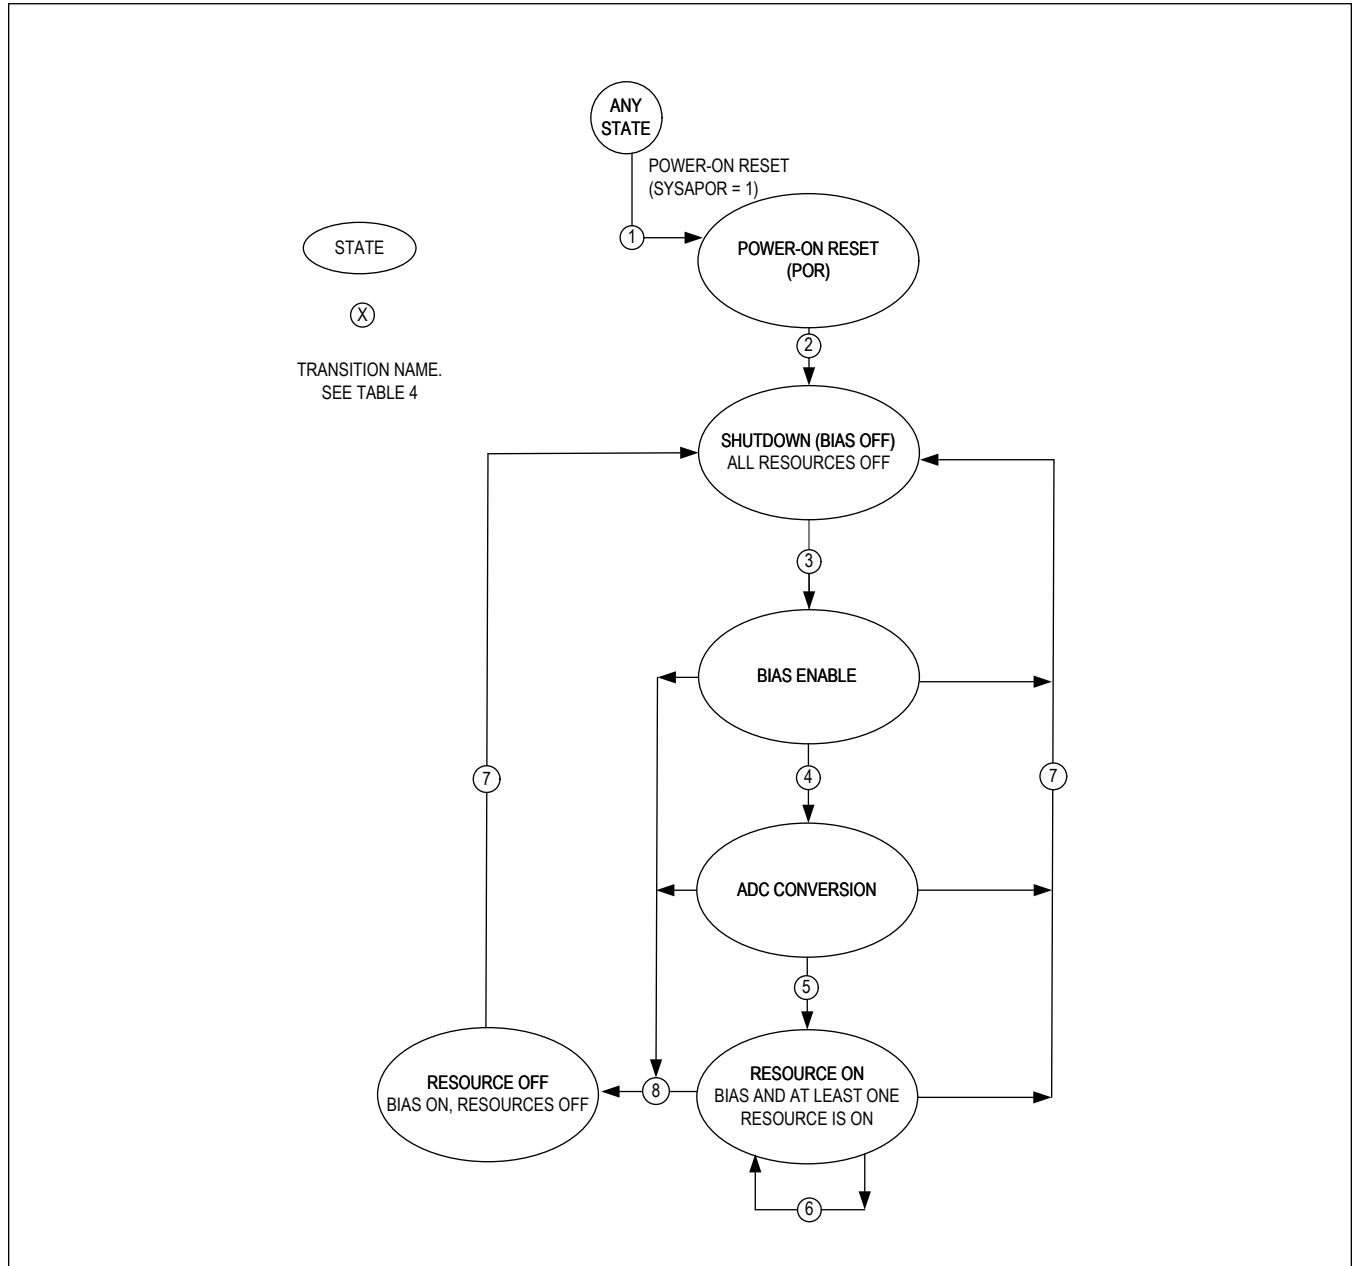 ANY
STATE
POWER-ON RESET
(SYSAPOR = 1)
1
POWER-ON RESET
(POR)
STATE
X
TRANSITION NAME.
SEE TABLE 4
2
SHUTDOWN (BIAS OFF)
ALL RESOURCES OFF
3
BIAS ENABLE
7
4
7
ADC CONVERSION
5
RESOURCE OFF
BIAS ON, RESOURCES OFF
8
RESOURCE ON
BIAS AND AT LEAST ONE
RESOURCE IS ON
6